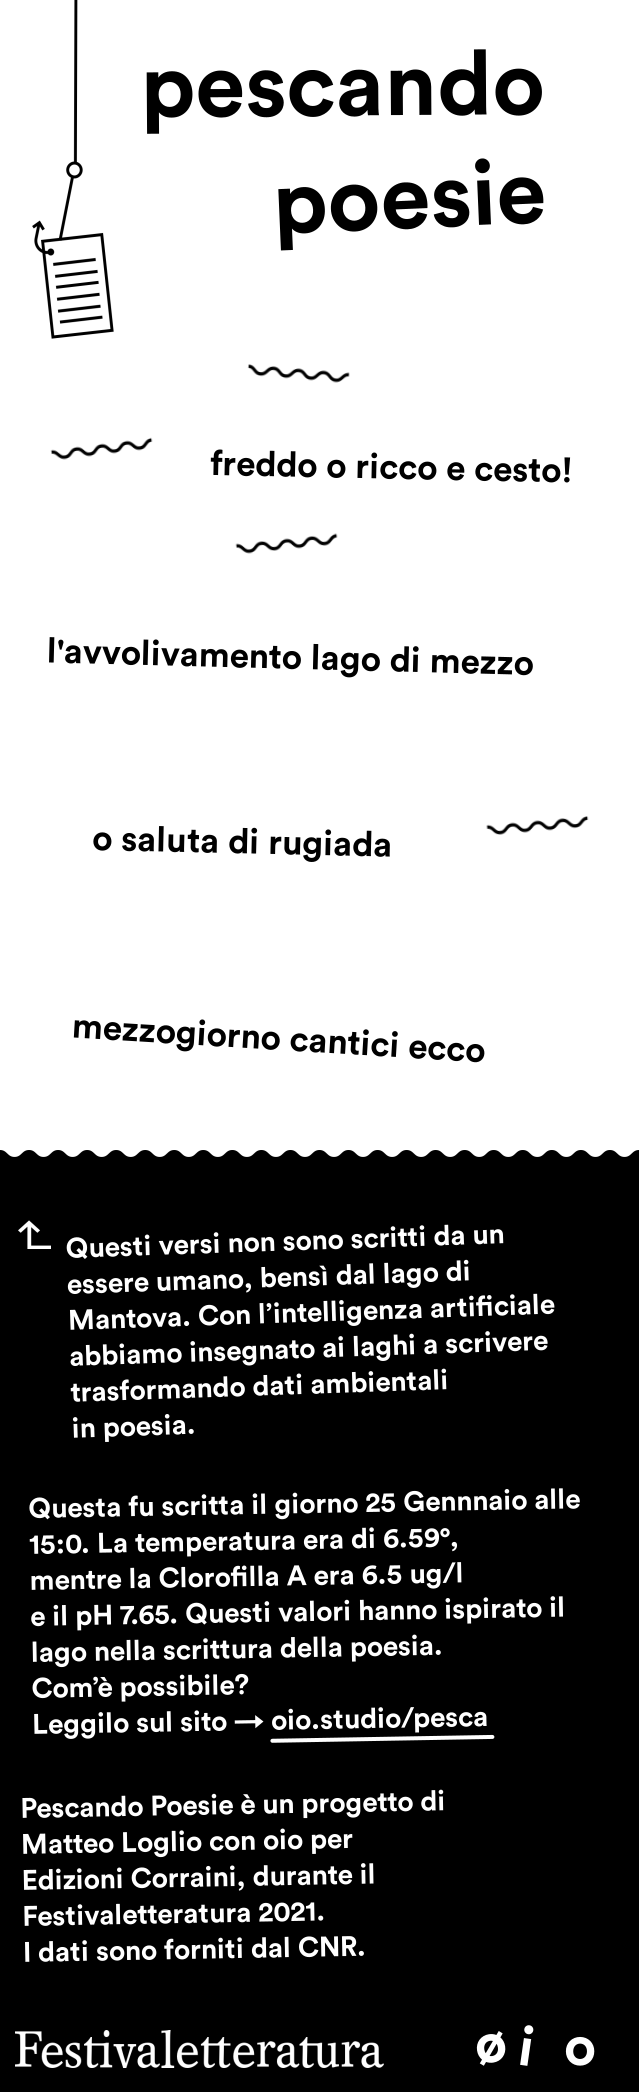 pescando
poesie
freddo o ricco e cesto!
l'avvolivamento lago di mezzo
o saluta di rugiada
mezzogiorno cantici ecco
Questi versi non sono scritti da un
essere umano, bensì dal lago di
Mantova. Con l’intelligenza artificiale
abbiamo insegnato ai laghi a scrivere
trasformando dati ambientali
in poesia.
Questa fu scritta il giorno 25 Gennnaio alle
15:0. La temperatura era di 6.59°,
mentre la Clorofilla A era 6.5 ug/l
e il pH 7.65. Questi valori hanno ispirato il
lago nella scrittura della poesia.
Com’è possibile?
Leggilo sul sito → oio.studio/pesca
Pescando Poesie è un progetto di
Matteo Loglio con oio per
Edizioni Corraini, durante il
Festivaletteratura 2021.
I dati sono forniti dal CNR.
Festivaletteratura øi o